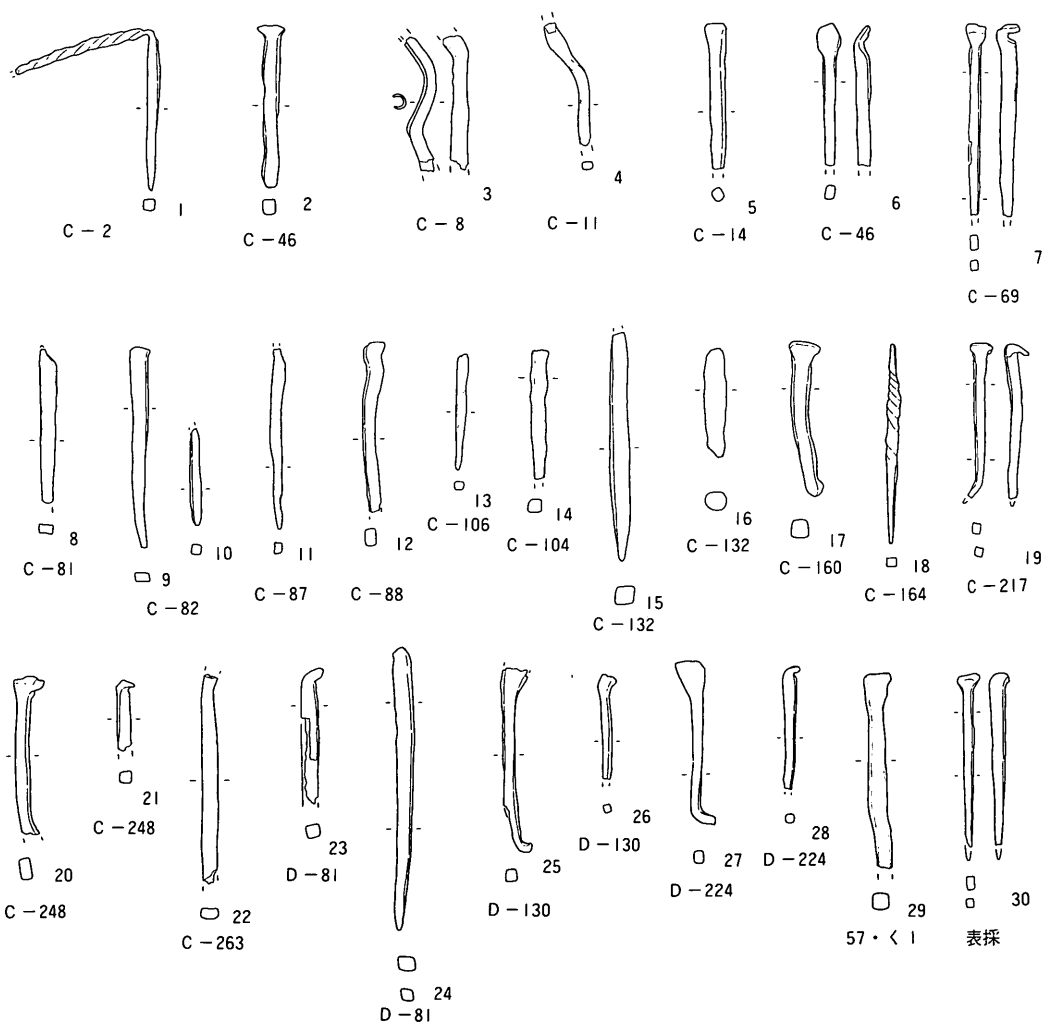 1
C-2
2
C-46
3
C-8
4
C-11
5
C-14
6
C-46
7
C-69
8
C-81
9
10
C-82
11
C-87
12
C-88
13
C-106
14
C-104
15
C-132
16
C-132
17
C-160
18
C-164
19
C-217
20
C-248
21
C-248
22
C-263
23
D-81
24
D-81
25
D-130
26
D-130
27
D-224
28
D-224
29
57・く1
30
表採